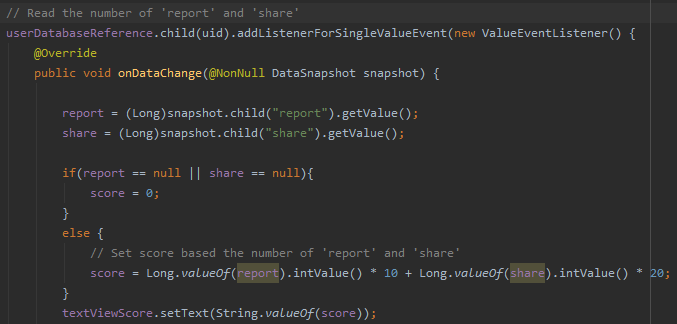 // Read the number of 'report' and 'share'
userDatabaseReference.child(uid).addListenerForSingleValueEvent(new ValueEventListener() {
@Override
public void onDataChange(@NonNull DataSnapshot snapshot) {
report = (Long)snapshot.child("report").getValue();
share = (Long)snapshot.child("share").getValue();
if(report == null || share == null){
score = 0;
}
else {
// Set score based the number of 'report' and 'share'
score = Long.valueOf(report).intValue() * 10 + Long.valueOf(share).intValue() * 20;
}
textViewScore.setText(String.valueOf(score));